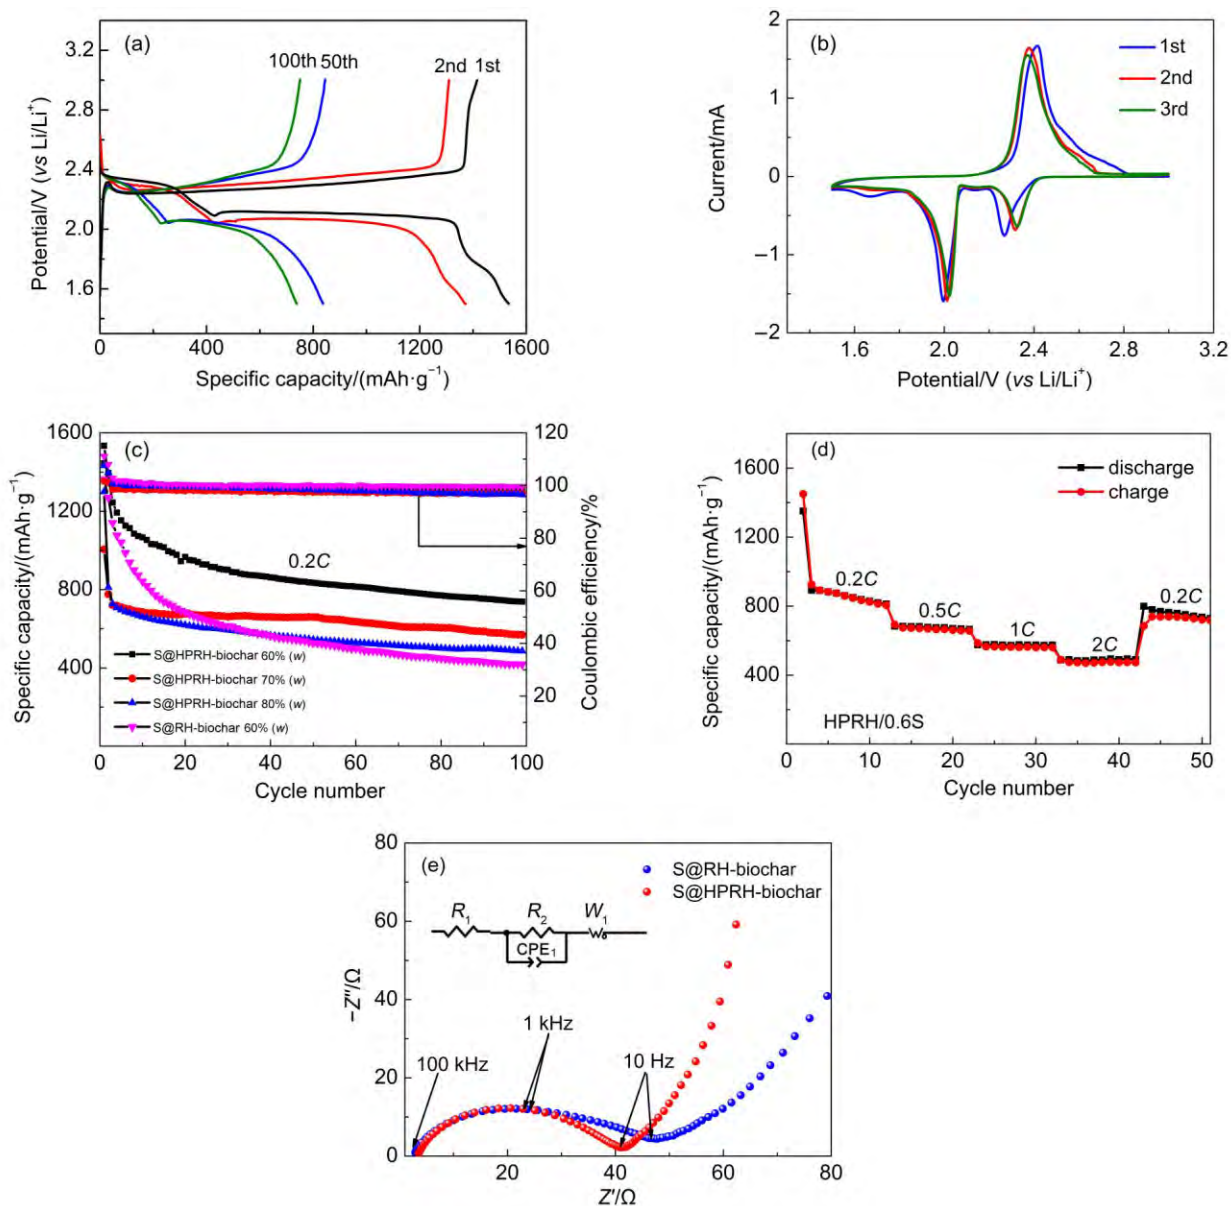 (a)
100th 50th
2nd 1st
3.2
2.8
2.4
2.0
1.6
Potential/V (vs Li/Li⁺)
0 400 800 1200 1600
Specific capacity/(mAh·g⁻¹)
(b)
1st
2nd
3rd
2
1
0
−1
−2
Current/mA
1.6 2.0 2.4 2.8 3.2
Potential/V (vs Li/Li⁺)
(c)
1600
1200
800
400
Specific capacity/(mAh·g⁻¹)
120
100
80
60
40
20
Coulombic efficiency/%
0.2C
S@HPRH-biochar 60% (w)
S@HPRH-biochar 70% (w)
S@HPRH-biochar 80% (w)
S@RH-biochar 60% (w)
0 20 40 60 80 100
Cycle number
(d)
discharge
charge
1600
1200
800
400
Specific capacity/(mAh·g⁻¹)
0.2C
0.5C
1C
2C
0.2C
HPRH/0.6S
0 10 20 30 40 50
Cycle number
(e)
S@RH-biochar
S@HPRH-biochar
R₁ R₂ W₁
CPE₁
80
60
40
20
0
−Z″/Ω
100 kHz
1 kHz
10 Hz
20 40 60 80
Z′/Ω